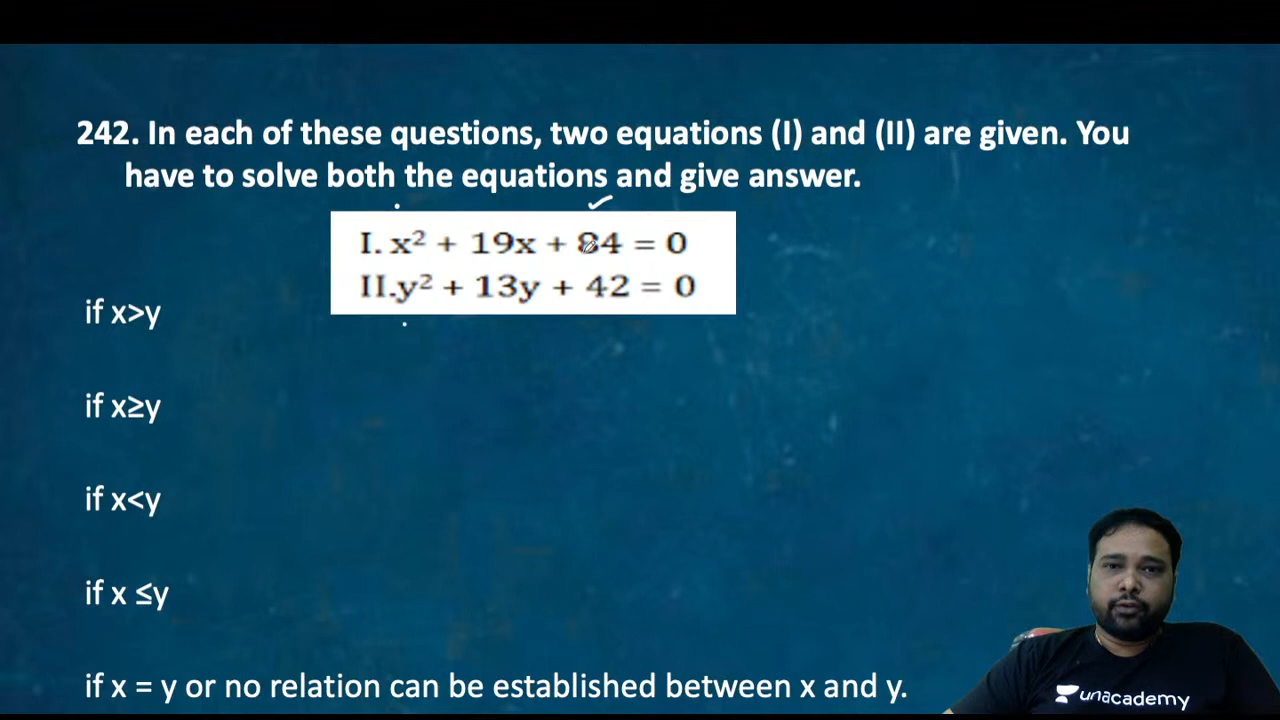 242. In each of these questions, two equations (I) and (II) are given. You
have to solve both the equations and give answer.
I. x² + 19x + 84 = 0
II.y² + 13y + 42 = 0
if x>y
if x≥y
if x<y
if x ≤y
if x = y or no relation can be established between x and y.
unacademy